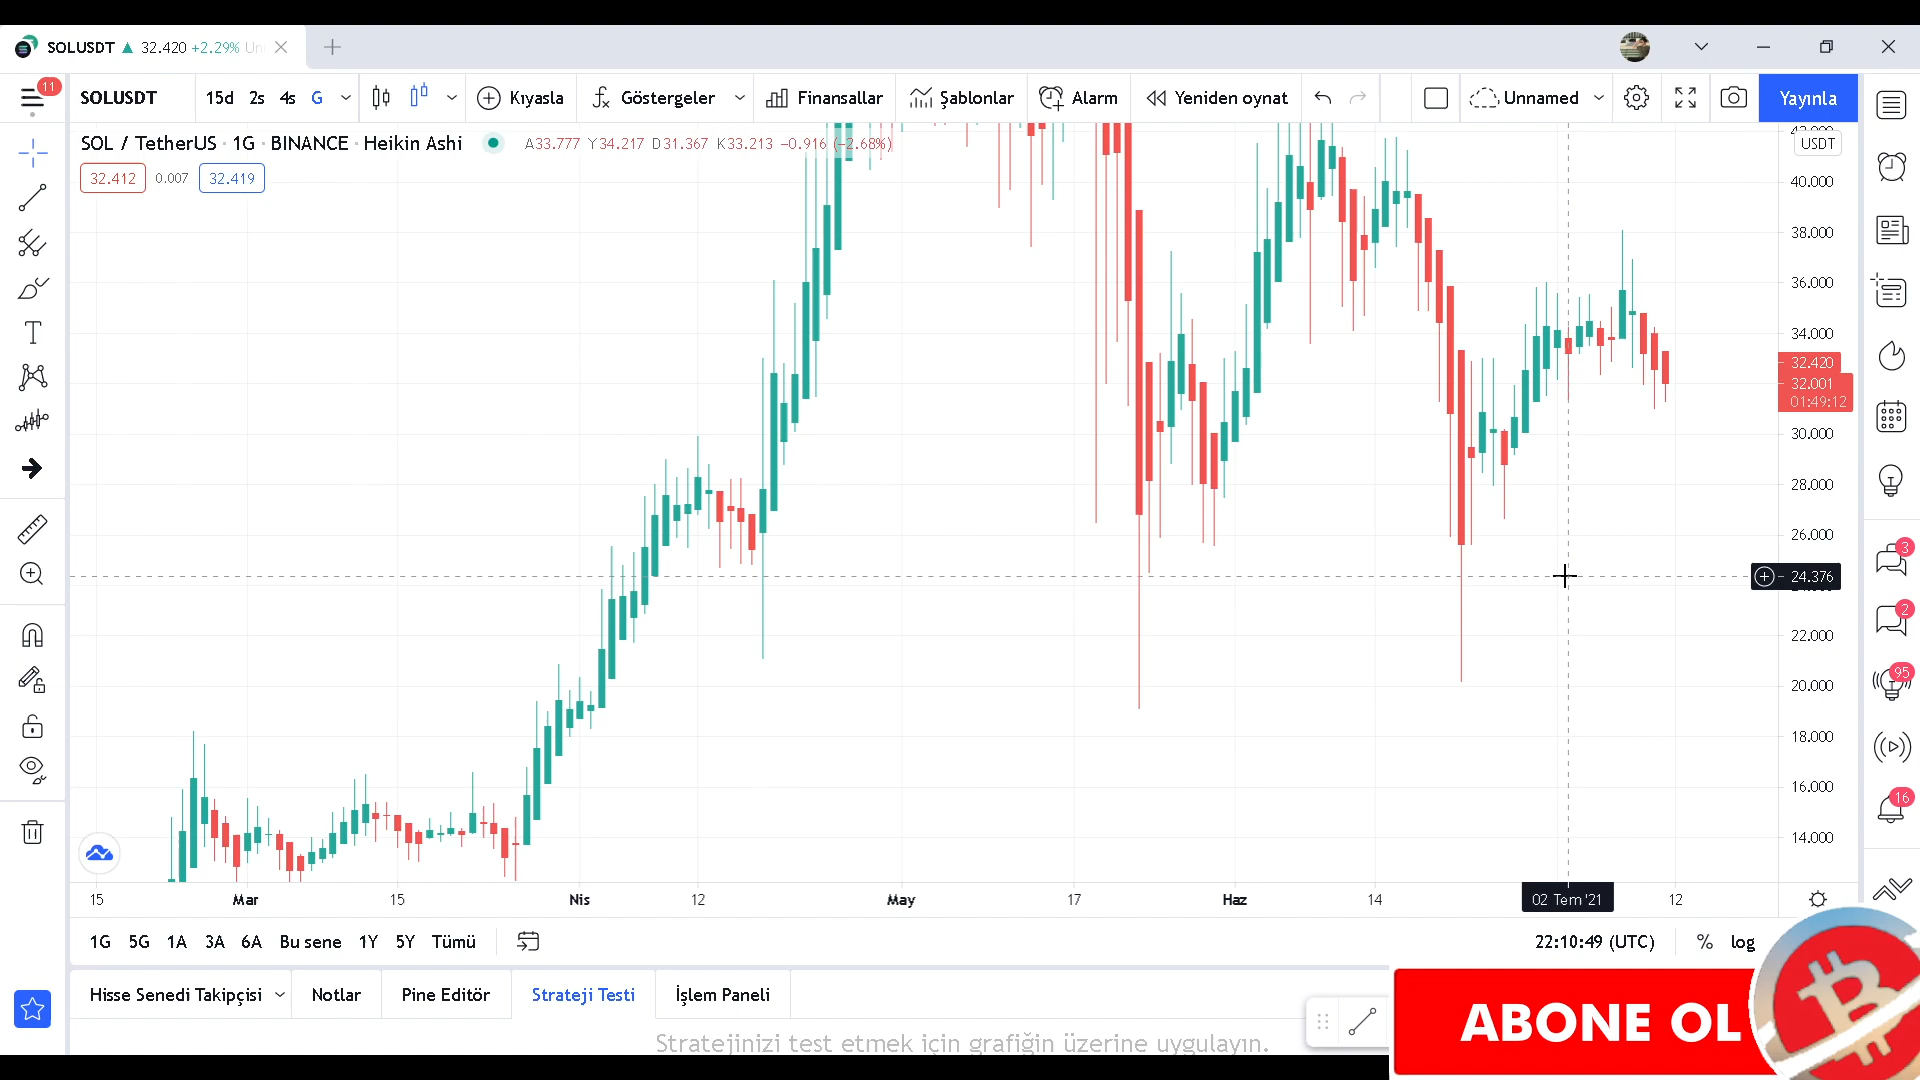 SOLUSDT ▲ 32.420 +2.29% Un
11
SOLUSDT 15d 2s 4s G Kıyasla Göstergeler Finansallar Şablonlar Alarm Yeniden oynat Unnamed Yayınla
SOL / TetherUS · 1G · BINANCE · Heikin Ashi A33.777 Y34.217 D31.367 K33.213 −0.916 (−2.68%)
32.412 0.007 32.419
USDT
40.000
38.000
36.000
34.000
32.420
32.001
01:49:12
30.000
28.000
26.000
24.376
22.000
20.000
18.000
16.000
14.000
3
2
95
16
15 Mar 15 Nis 12 May 17 Haz 14 02 Tem '21 12
1G 5G 1A 3A 6A Bu sene 1Y 5Y Tümü 22:10:49 (UTC) % log
Hisse Senedi Takipçisi Notlar Pine Editör Strateji Testi İşlem Paneli
Stratejinizi test etmek için grafiğin üzerine uygulayın.
ABONE OL